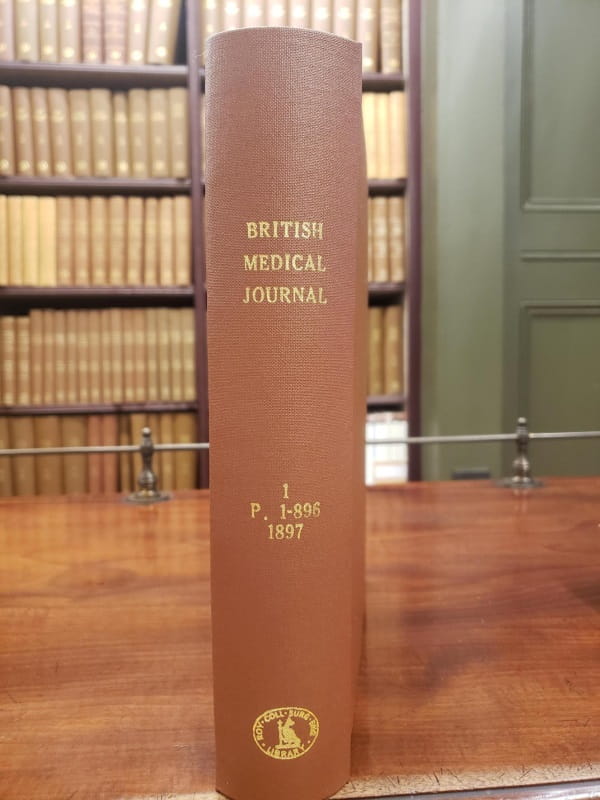 BRITISH
MEDICAL
JOURNAL
1
P. 1-896
1897
ROY·COLL·SURG·ENG
·LIBRARY·